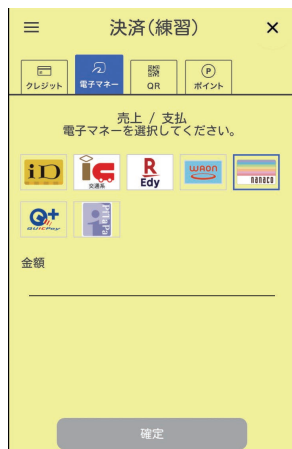 決済(練習)
クレジット 電子マネー QR ポイント
売上 / 支払
電子マネーを選択してください。
iD 交通系 R Edy WAON nanaco
Q+ QUICPay PiTaPa
金額
確定